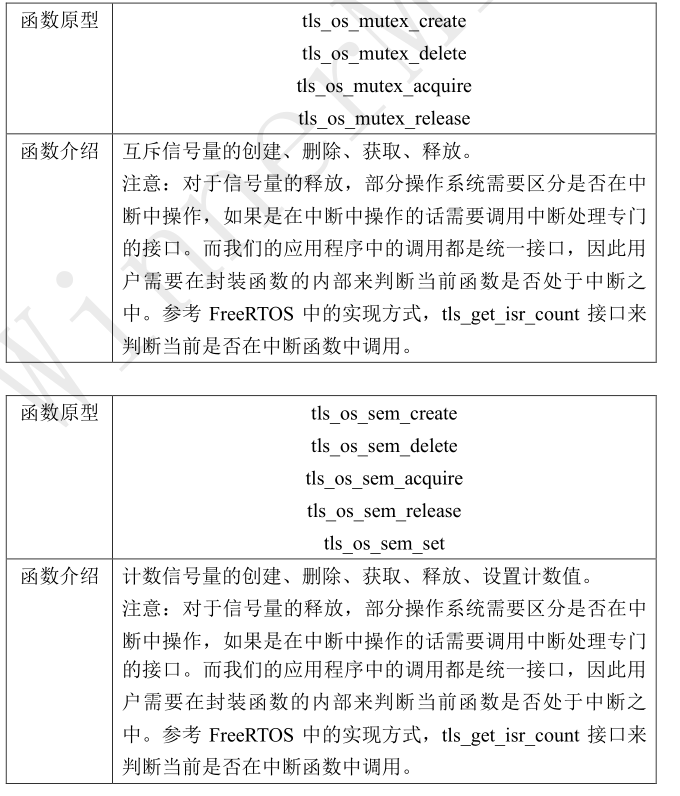 函数原型
tls_os_mutex_create
tls_os_mutex_delete
tls_os_mutex_acquire
tls_os_mutex_release
函数介绍
互斥信号量的创建、删除、获取、释放。
注意：对于信号量的释放，部分操作系统需要区分是否在中
断中操作，如果是在中断中操作的话需要调用中断处理专门
的接口。而我们的应用程序中的调用都是统一接口，因此用
户需要在封装函数的内部来判断当前函数是否处于中断之
中。参考 FreeRTOS 中的实现方式，tls_get_isr_count 接口来
判断当前是否在中断函数中调用。
函数原型
tls_os_sem_create
tls_os_sem_delete
tls_os_sem_acquire
tls_os_sem_release
tls_os_sem_set
函数介绍
计数信号量的创建、删除、获取、释放、设置计数值。
注意：对于信号量的释放，部分操作系统需要区分是否在中
断中操作，如果是在中断中操作的话需要调用中断处理专门
的接口。而我们的应用程序中的调用都是统一接口，因此用
户需要在封装函数的内部来判断当前函数是否处于中断之
中。参考 FreeRTOS 中的实现方式，tls_get_isr_count 接口来
判断当前是否在中断函数中调用。
WinnerM